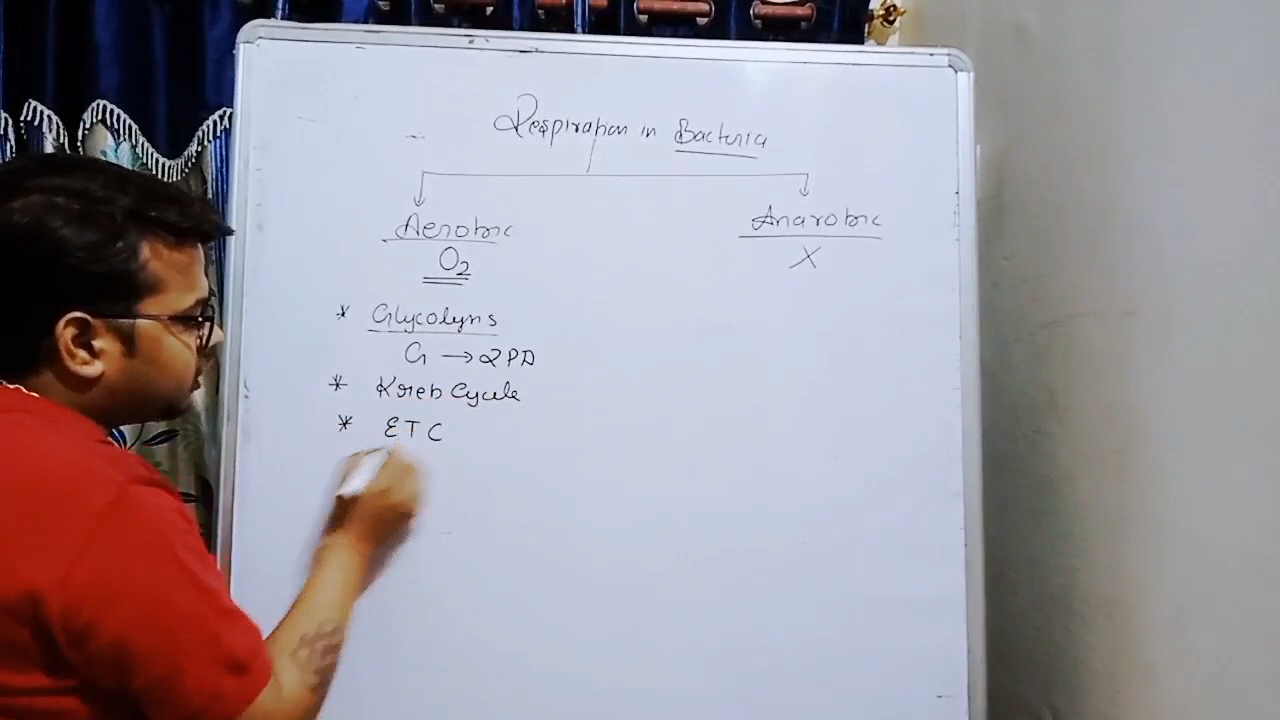 Respiration in Bacteria
Aerobic
Anarobic
O2
X
* Glycolysis
G → 2PA
* Kreb Cycle
* ETC